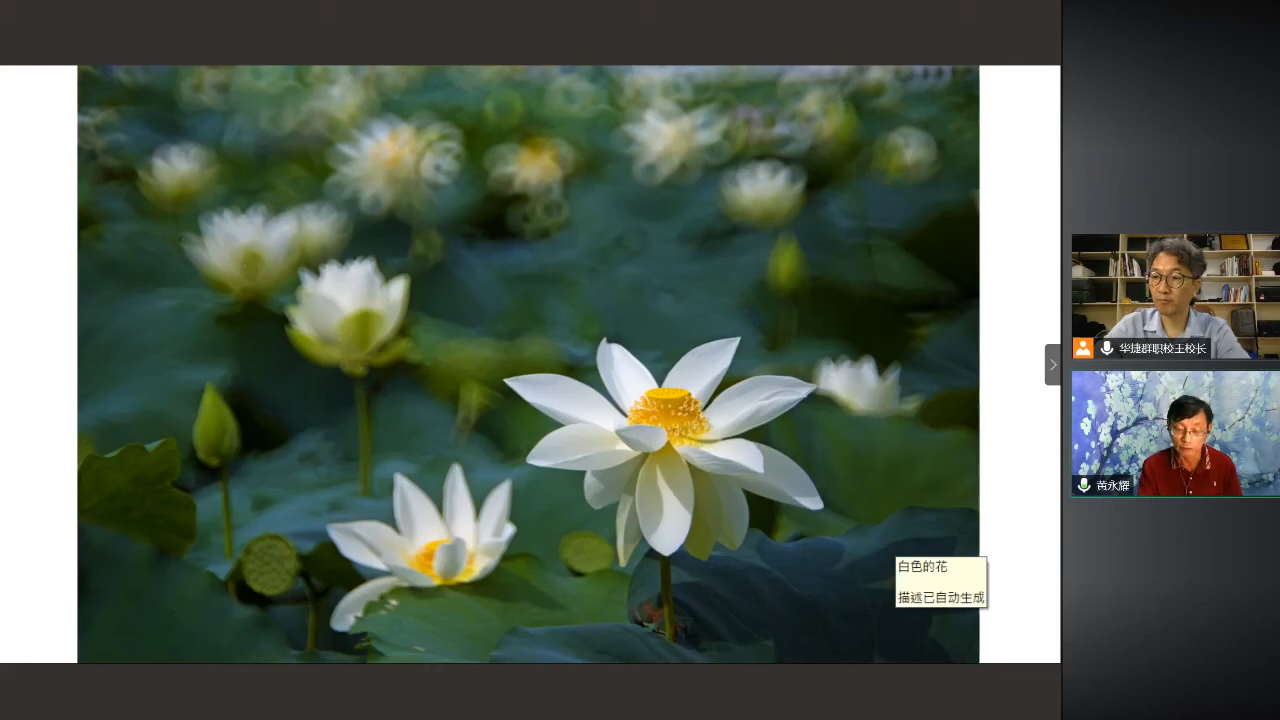 华捷群职校王校长
黃永耀
白色的花
描述已自动生成